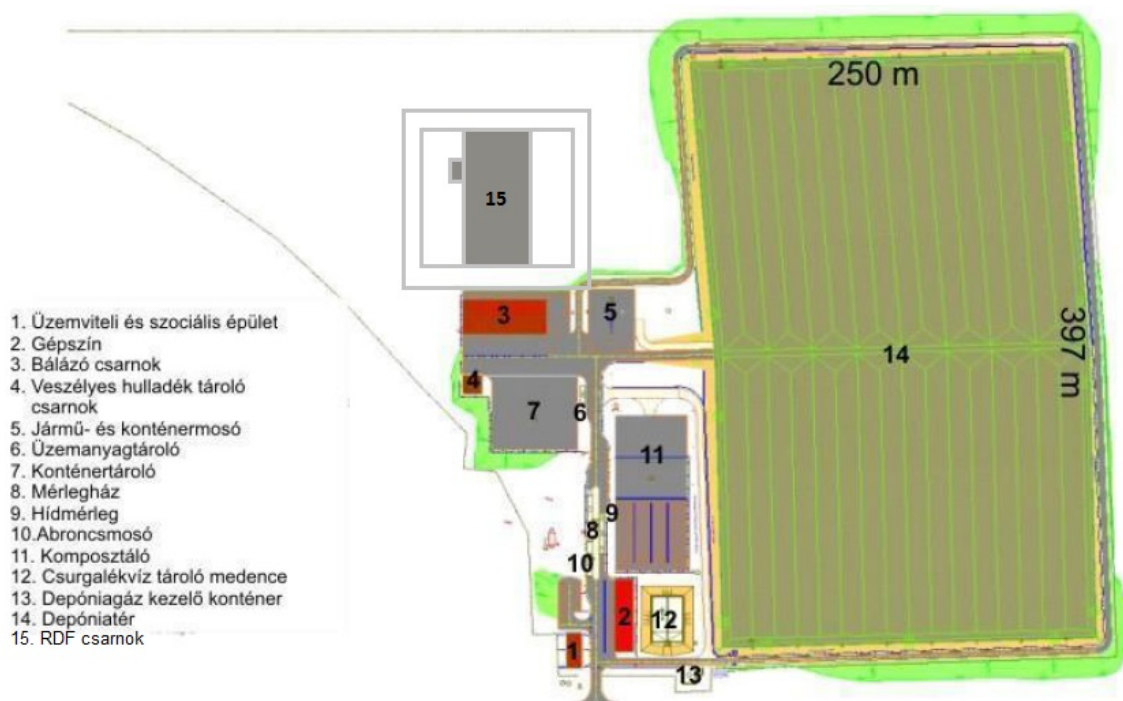 250 m
15
3
5
397 m
14
4
7
6
11
9
8
10
2
12
1
13
1. Üzemviteli és szociális épület
2. Gépszín
3. Bálázó csarnok
4. Veszélyes hulladék tároló
csarnok
5. Jármű- és konténermosó
6. Üzemanyagtároló
7. Konténertároló
8. Mérlegház
9. Hídmérleg
10.Abroncsmosó
11. Komposztáló
12. Csurgalékvíz tároló medence
13. Depóniagáz kezelő konténer
14. Depóniatér
15. RDF csarnok